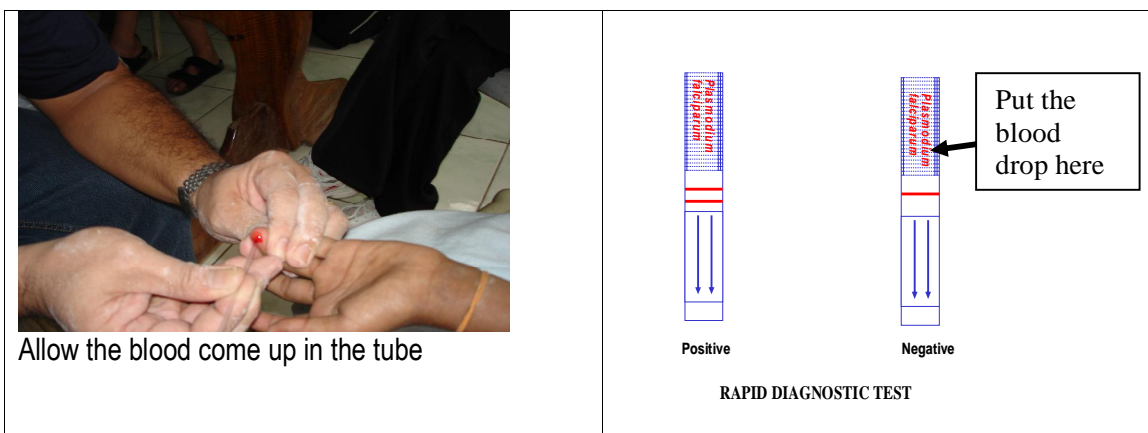 Allow the blood come up in the tube
Plasmodium
falciparum
Plasmodium
falciparum
Put the
blood
drop here
Positive
Negative
RAPID DIAGNOSTIC TEST